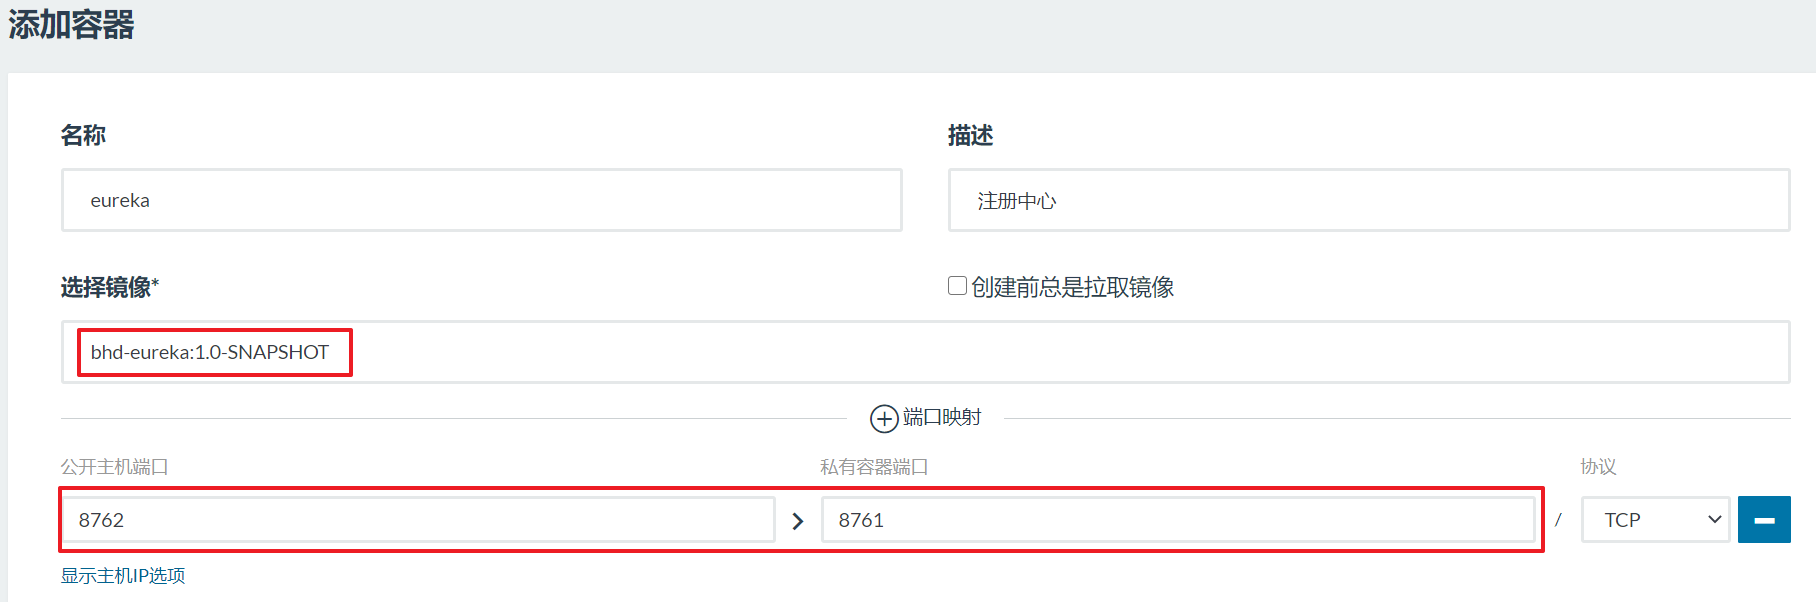 添加容器
名称
描述
eureka
注册中心
选择镜像*
创建前总是拉取镜像
bhd-eureka:1.0-SNAPSHOT
端口映射
公开主机端口
私有容器端口
协议
8762
8761
/
TCP
显示主机IP选项